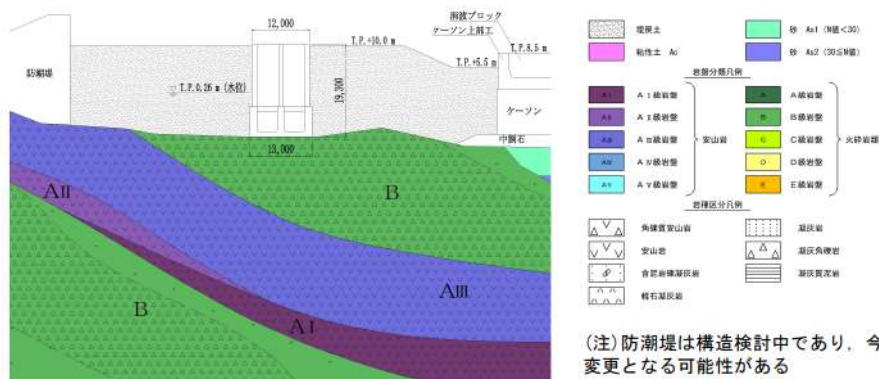 12,000
消波ブロック
ケーソン上部工
T.P.+10.0 m
T.P.8.5 m
T.P.+5.5 m
防潮堤
T.P.0.26 m (水位)
19,300
ケーソン
中割石
13,000
B
AⅡ
AⅢ
B
AⅠ
埋戻土
砂 As1 (N値<30)
粘性土 Ac
砂 As2 (30≦N値)
岩盤分類凡例
AⅠ
AⅠ級岩盤
A
A級岩盤
AⅡ
AⅡ級岩盤
B
B級岩盤
AⅢ
AⅢ級岩盤
安山岩
C
C級岩盤
火砕岩類
AⅣ
AⅣ級岩盤
D
D級岩盤
AⅤ
AⅤ級岩盤
E
E級岩盤
岩種区分凡例
角礫質安山岩
凝灰岩
安山岩
凝灰角礫岩
含泥岩礫凝灰岩
凝灰質泥岩
軽石凝灰岩
(注)防潮堤は構造検討中であり，今
変更となる可能性がある